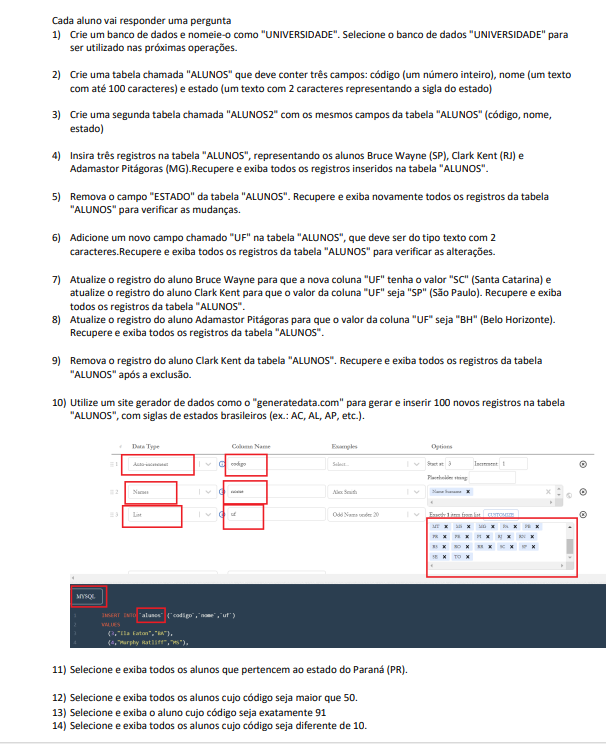 Cada aluno vai responder uma pergunta
1) Crie um banco de dados e nomeie-o como "UNIVERSIDADE". Selecione o banco de dados "UNIVERSIDADE" para
ser utilizado nas próximas operações.
2) Crie uma tabela chamada "ALUNOS" que deve conter três campos: código (um número inteiro), nome (um texto
com até 100 caracteres) e estado (um texto com 2 caracteres representando a sigla do estado)
3) Crie uma segunda tabela chamada "ALUNOS2" com os mesmos campos da tabela "ALUNOS" (código, nome,
estado)
4) Insira três registros na tabela "ALUNOS", representando os alunos Bruce Wayne (SP), Clark Kent (RJ) e
Adamastor Pitágoras (MG).Recupere e exiba todos os registros inseridos na tabela "ALUNOS".
5) Remova o campo "ESTADO" da tabela "ALUNOS". Recupere e exiba novamente todos os registros da tabela
"ALUNOS" para verificar as mudanças.
6) Adicione um novo campo chamado "UF" na tabela "ALUNOS", que deve ser do tipo texto com 2
caracteres.Recupere e exiba todos os registros da tabela "ALUNOS" para verificar as alterações.
7) Atualize o registro do aluno Bruce Wayne para que a nova coluna "UF" tenha o valor "SC" (Santa Catarina) e
atualize o registro do aluno Clark Kent para que o valor da coluna "UF" seja "SP" (São Paulo). Recupere e exiba
todos os registros da tabela "ALUNOS".
8) Atualize o registro do aluno Adamastor Pitágoras para que o valor da coluna "UF" seja "BH" (Belo Horizonte).
Recupere e exiba todos os registros da tabela "ALUNOS".
9) Remova o registro do aluno Clark Kent da tabela "ALUNOS". Recupere e exiba todos os registros da tabela
"ALUNOS" após a exclusão.
10) Utilize um site gerador de dados como o "generatedata.com" para gerar e inserir 100 novos registros na tabela
"ALUNOS", com siglas de estados brasileiros (ex.: AC, AL, AP, etc.).
Data Type Column Name Examples Options
Auto-increment codigo Select... Start at: 3 Increment: 1
Placeholder string:
Names nome Alex Smith Name Surname X
List uf Odd Nums under 20 Exactly 1 item from list CUSTOMIZE
MT X MS X MG X PA X PB X
PR X PE X PI X RJ X RN X
RS X RO X RR X SC X SP X
SE X TO X
MYSQL
1 INSERT INTO `alunos` (`codigo`,`nome`,`uf`)
2 VALUES
3 (3,"Ila Eaton","BA"),
4 (4,"Murphy Ratliff","MS"),
11) Selecione e exiba todos os alunos que pertencem ao estado do Paraná (PR).
12) Selecione e exiba todos os alunos cujo código seja maior que 50.
13) Selecione e exiba o aluno cujo código seja exatamente 91
14) Selecione e exiba todos os alunos cujo código seja diferente de 10.